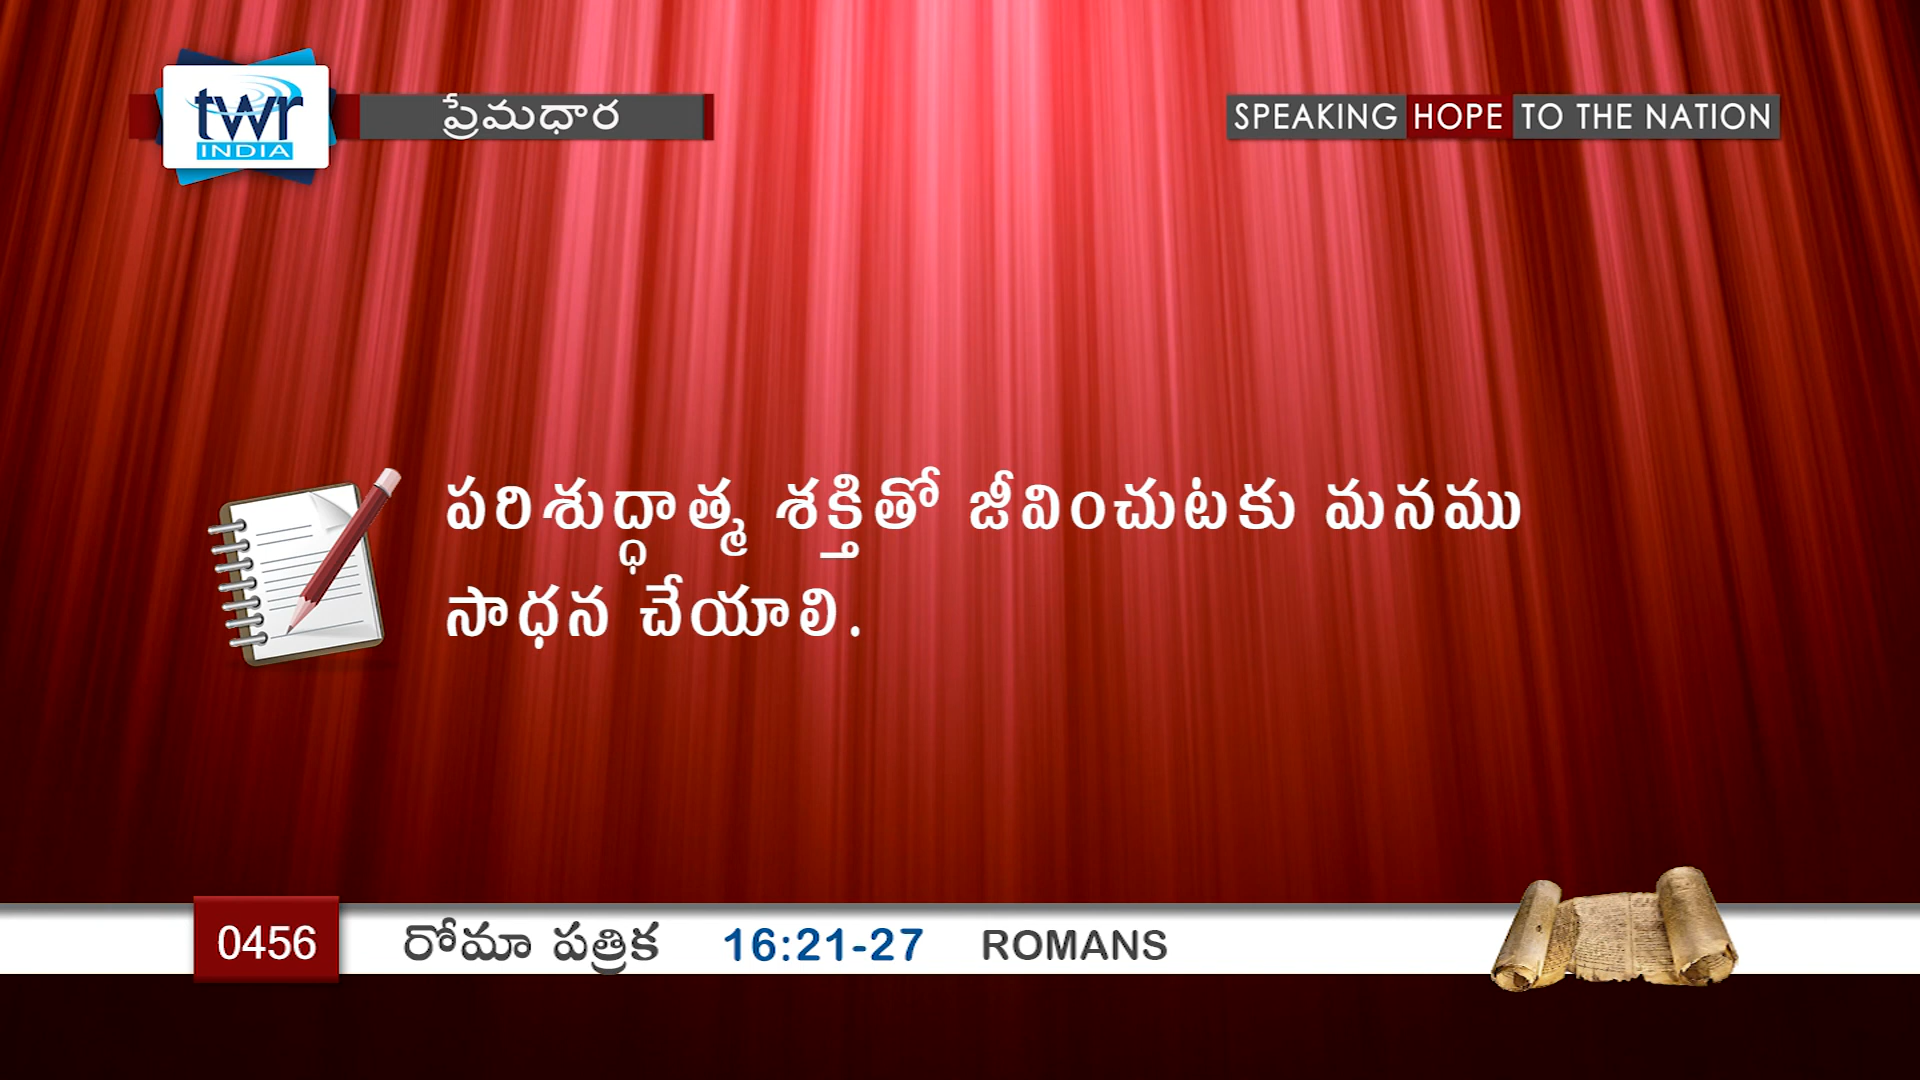 twr
INDIA
ప్రేమధార
SPEAKING HOPE TO THE NATION
పరిశుద్ధాత్మ శక్తితో జీవించుటకు మనము
సాధన చేయాలి.
0456 రోమా పత్రిక 16:21-27 ROMANS